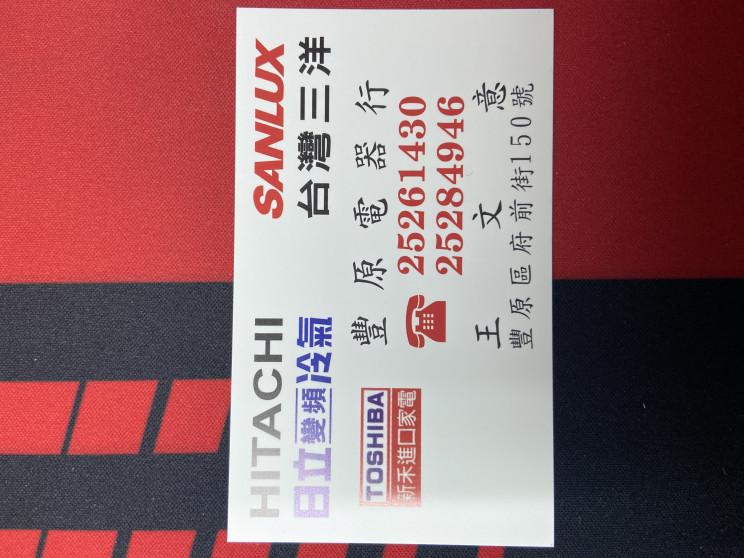 HITACHI
日立變頻冷氣
SANLUX
台灣三洋
TOSHIBA
新禾進口家電
豐原電器行
25261430
25284946
王文意
豐原區府前街150號